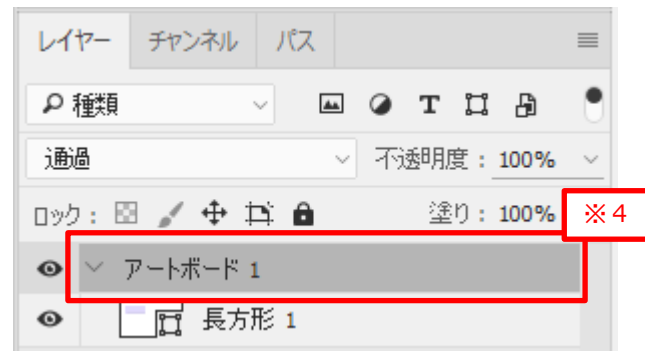 レイヤー チャンネル パス
種類 T
通過 不透明度： 100%
ロック： 塗り： 100% ※４
アートボード 1
長方形 1